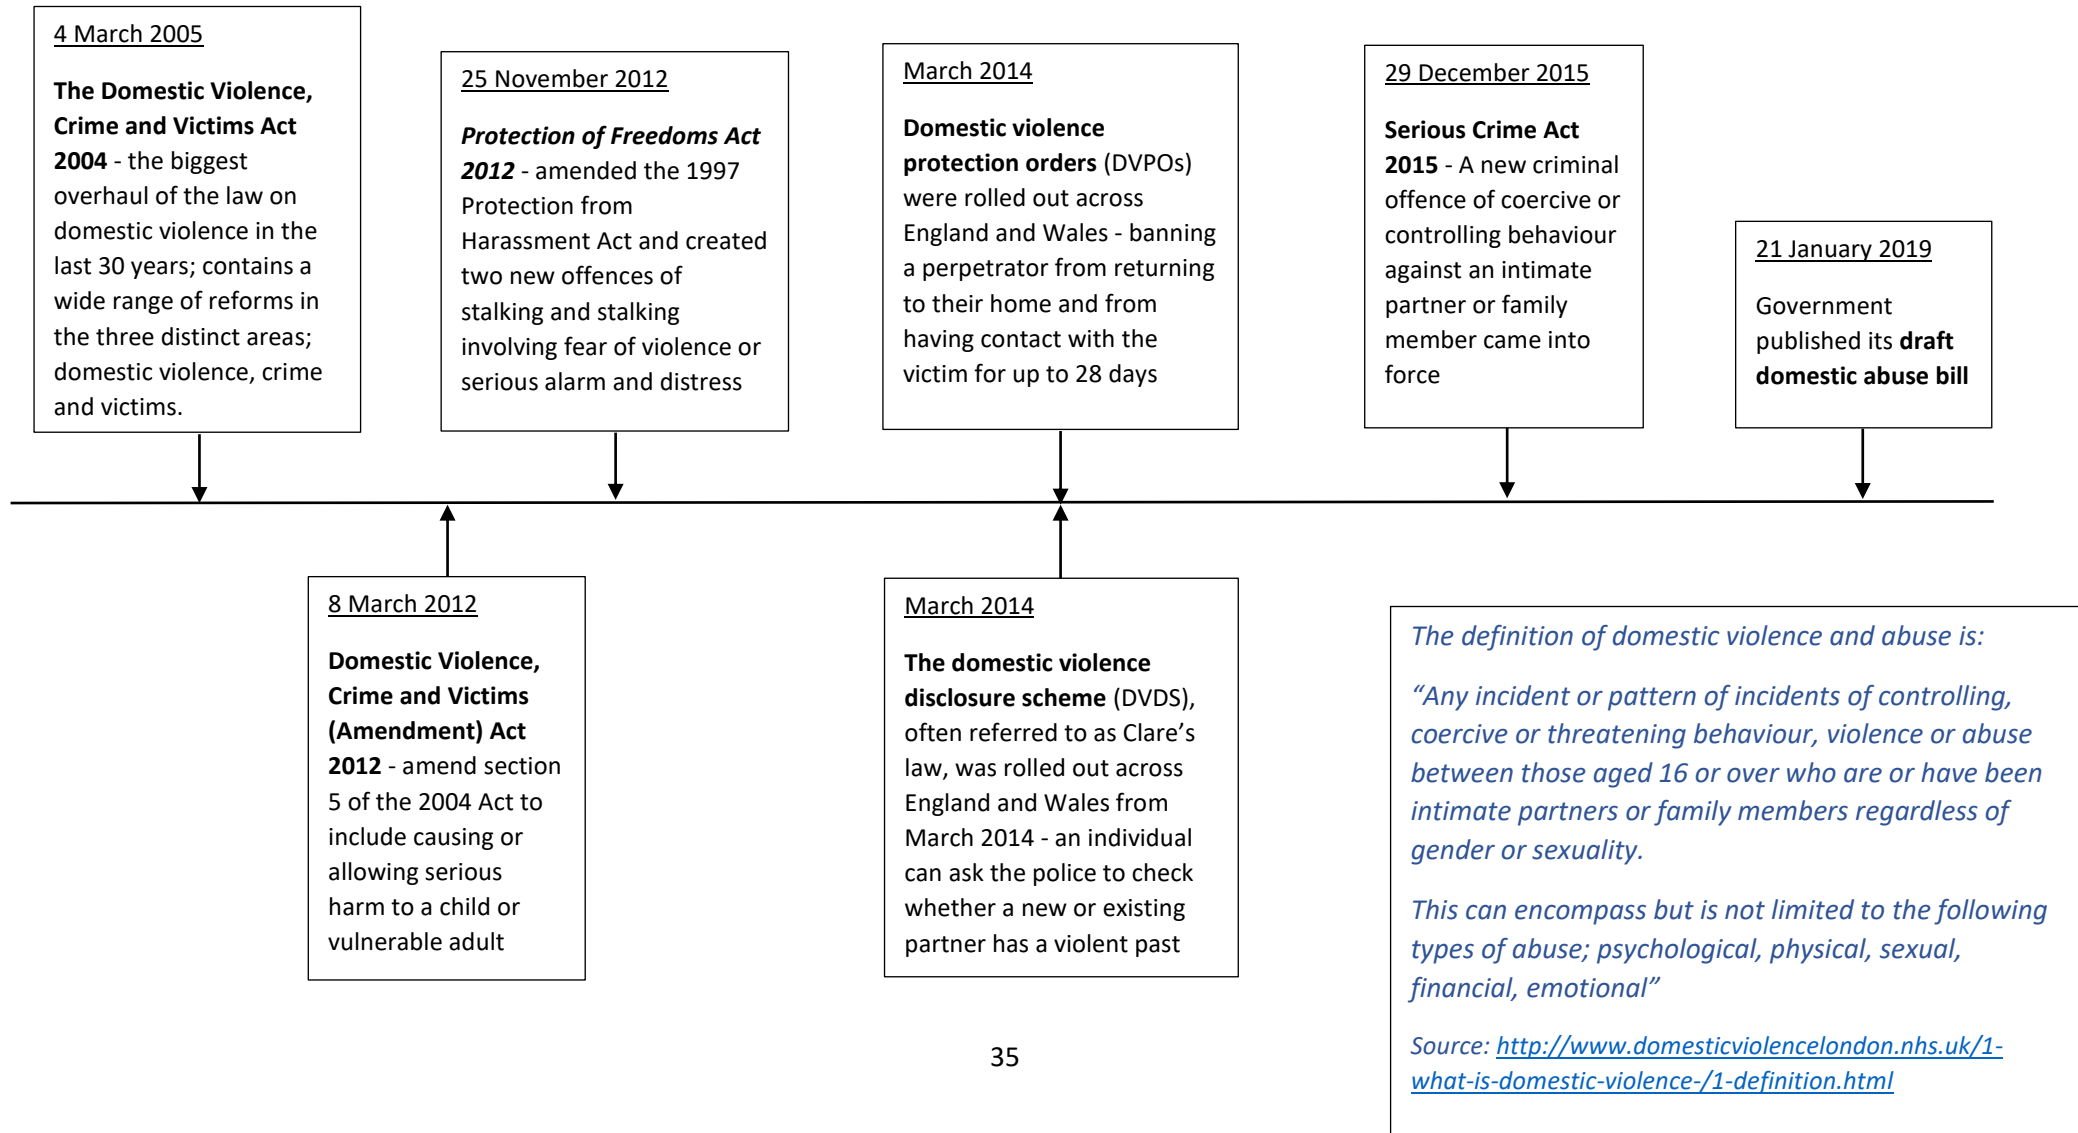 4 March 2005
The Domestic Violence,
Crime and Victims Act
2004 - the biggest
overhaul of the law on
domestic violence in the
last 30 years; contains a
wide range of reforms in
the three distinct areas;
domestic violence, crime
and victims.
25 November 2012
Protection of Freedoms Act
2012 - amended the 1997
Protection from
Harassment Act and created
two new offences of
stalking and stalking
involving fear of violence or
serious alarm and distress
March 2014
Domestic violence
protection orders (DVPOs)
were rolled out across
England and Wales - banning
a perpetrator from returning
to their home and from
having contact with the
victim for up to 28 days
29 December 2015
Serious Crime Act
2015 - A new criminal
offence of coercive or
controlling behaviour
against an intimate
partner or family
member came into
force
21 January 2019
Government
published its draft
domestic abuse bill
8 March 2012
Domestic Violence,
Crime and Victims
(Amendment) Act
2012 - amend section
5 of the 2004 Act to
include causing or
allowing serious
harm to a child or
vulnerable adult
March 2014
The domestic violence
disclosure scheme (DVDS),
often referred to as Clare’s
law, was rolled out across
England and Wales from
March 2014 - an individual
can ask the police to check
whether a new or existing
partner has a violent past
The definition of domestic violence and abuse is:
“Any incident or pattern of incidents of controlling,
coercive or threatening behaviour, violence or abuse
between those aged 16 or over who are or have been
intimate partners or family members regardless of
gender or sexuality.
This can encompass but is not limited to the following
types of abuse; psychological, physical, sexual,
financial, emotional”
Source: http://www.domesticviolencelondon.nhs.uk/1-
what-is-domestic-violence-/1-definition.html
35